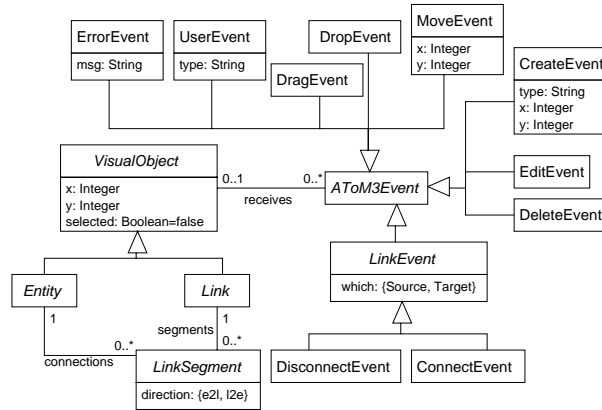 ErrorEvent
msg: String
UserEvent
type: String
DropEvent
DragEvent
MoveEvent
x: Integer
y: Integer
CreateEvent
type: String
x: Integer
y: Integer
VisualObject
x: Integer
y: Integer
selected: Boolean=false
0..1
0..*
receives
AToM3Event
EditEvent
DeleteEvent
LinkEvent
which: {Source, Target}
Entity
Link
1
1
segments
0..*
0..*
connections
LinkSegment
direction: {e2l, l2e}
DisconnectEvent
ConnectEvent